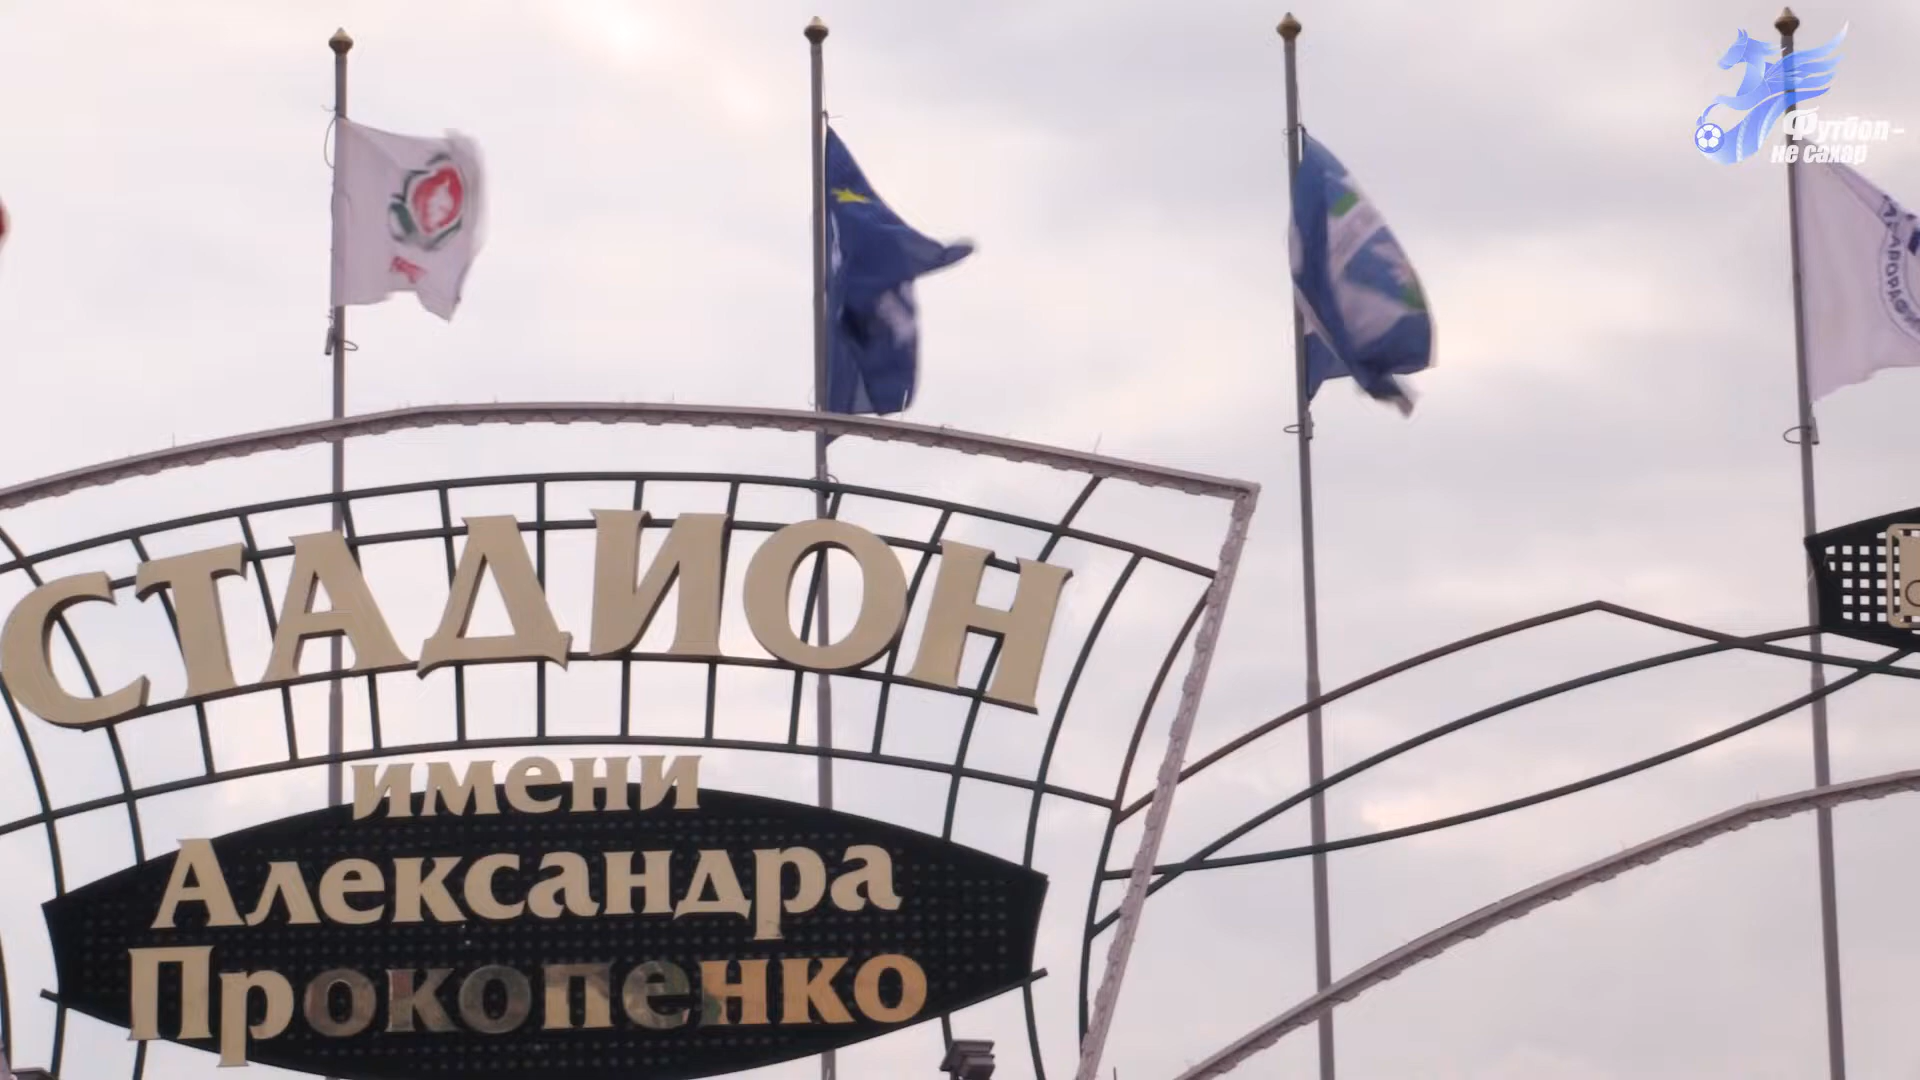 Футбол-
не сахар
СТАДИОН
имени
Александра
Прокопенко